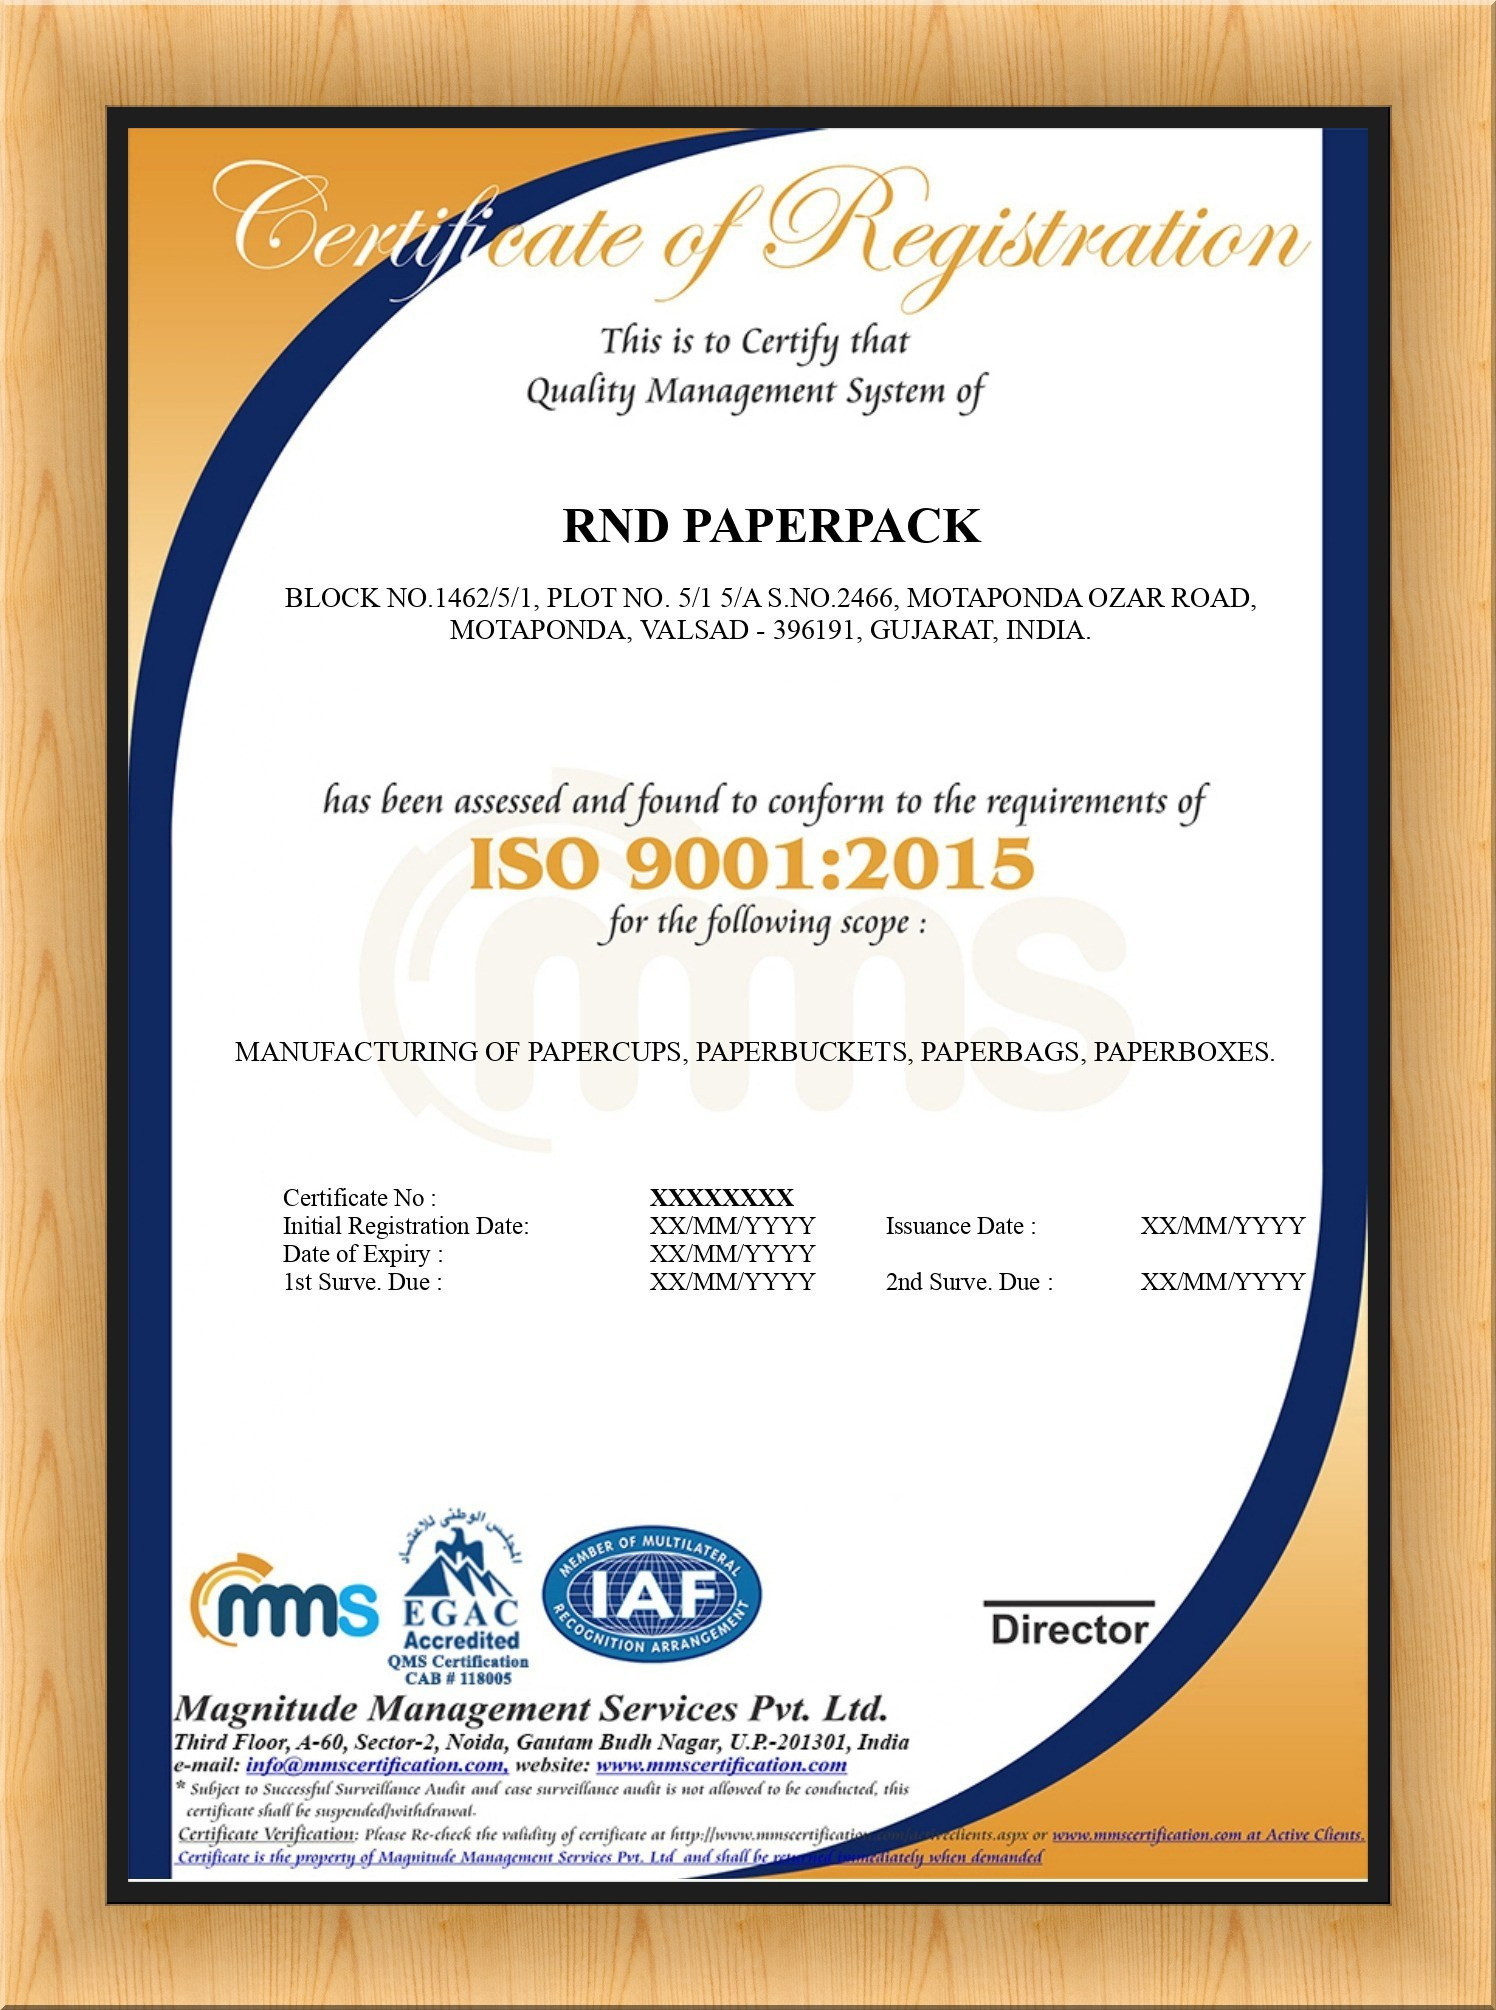 Certificate of Registration
This is to Certify that
Quality Management System of
RND PAPERPACK
BLOCK NO.1462/5/1, PLOT NO. 5/1 5/A S.NO.2466, MOTAPONDA OZAR ROAD,
MOTAPONDA, VALSAD - 396191, GUJARAT, INDIA.
has been assessed and found to conform to the requirements of
ISO 9001:2015
for the following scope :
mms
MANUFACTURING OF PAPERCUPS, PAPERBUCKETS, PAPERBAGS, PAPERBOXES.
Certificate No : XXXXXXXX
Initial Registration Date: XX/MM/YYYY Issuance Date : XX/MM/YYYY
Date of Expiry : XX/MM/YYYY
1st Surve. Due : XX/MM/YYYY 2nd Surve. Due : XX/MM/YYYY
mms
المجلس الوطنى للاعتماد
EGAC
Accredited
QMS Certification
CAB # 118005
MEMBER OF MULTILATERAL
IAF
RECOGNITION ARRANGEMENT
Director
Magnitude Management Services Pvt. Ltd.
Third Floor, A-60, Sector-2, Noida, Gautam Budh Nagar, U.P.-201301, India
e-mail: info@mmscertification.com, website: www.mmscertification.com
* Subject to Successful Surveillance Audit and case surveillance audit is not allowed to be conducted, this
certificate shall be suspended/withdrawal.
Certificate Verification: Please Re-check the validity of certificate at http://www.mmscertification.com/activeclients.aspx or www.mmscertification.com at Active Clients.
Certificate is the property of Magnitude Management Services Pvt. Ltd and shall be returned immediately when demanded